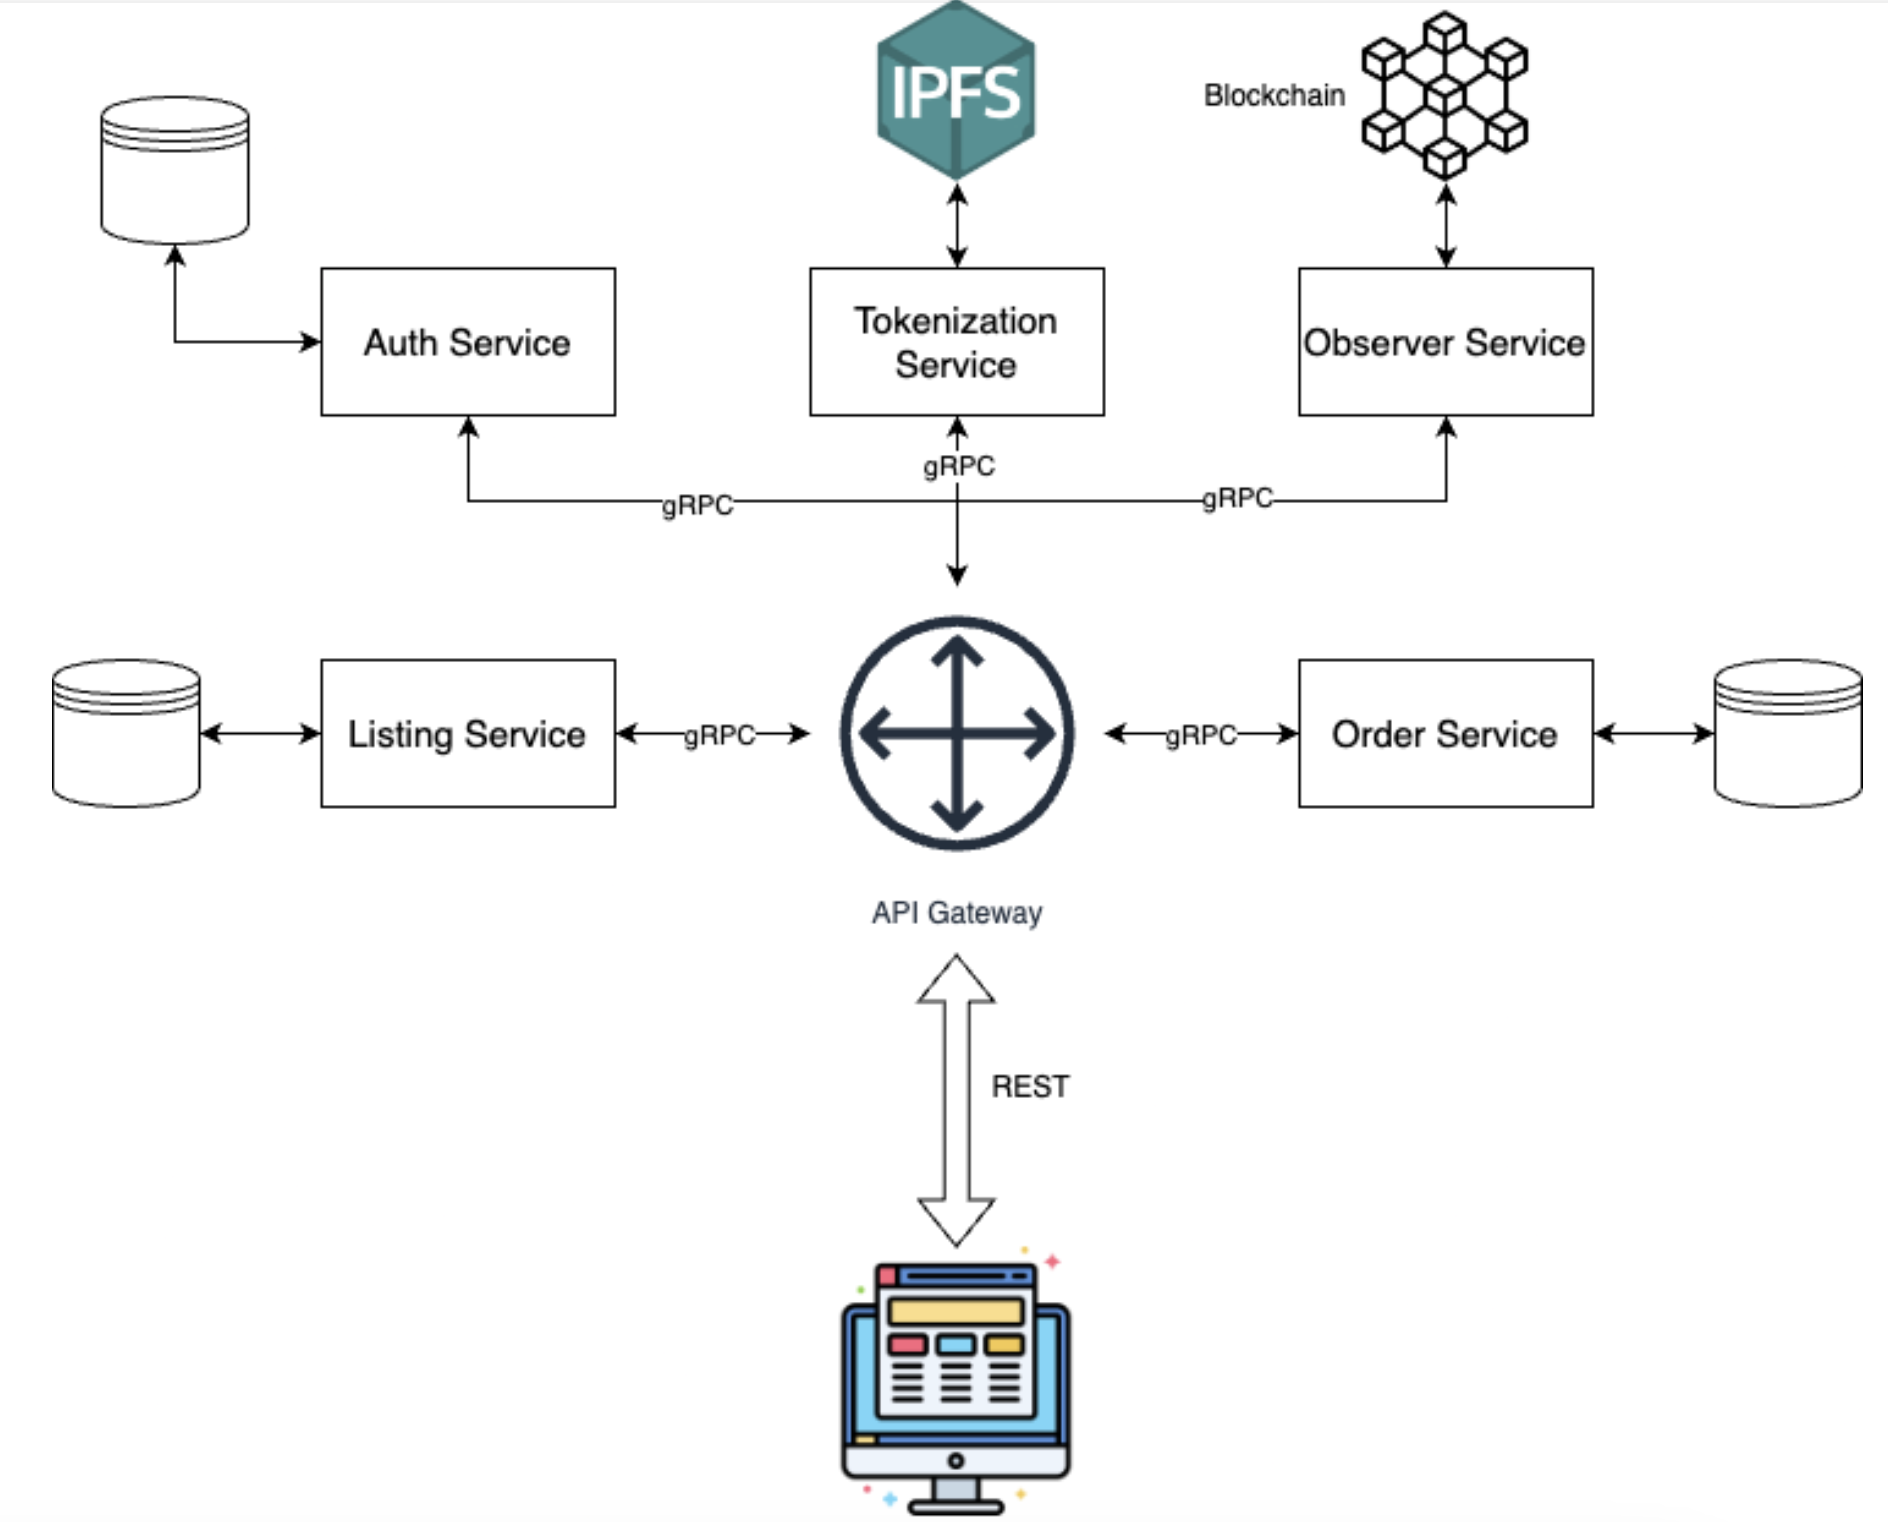 IPFS
Blockchain
Auth Service
Tokenization
Service
Observer Service
gRPC
gRPC
gRPC
Listing Service
gRPC
gRPC
Order Service
API Gateway
REST